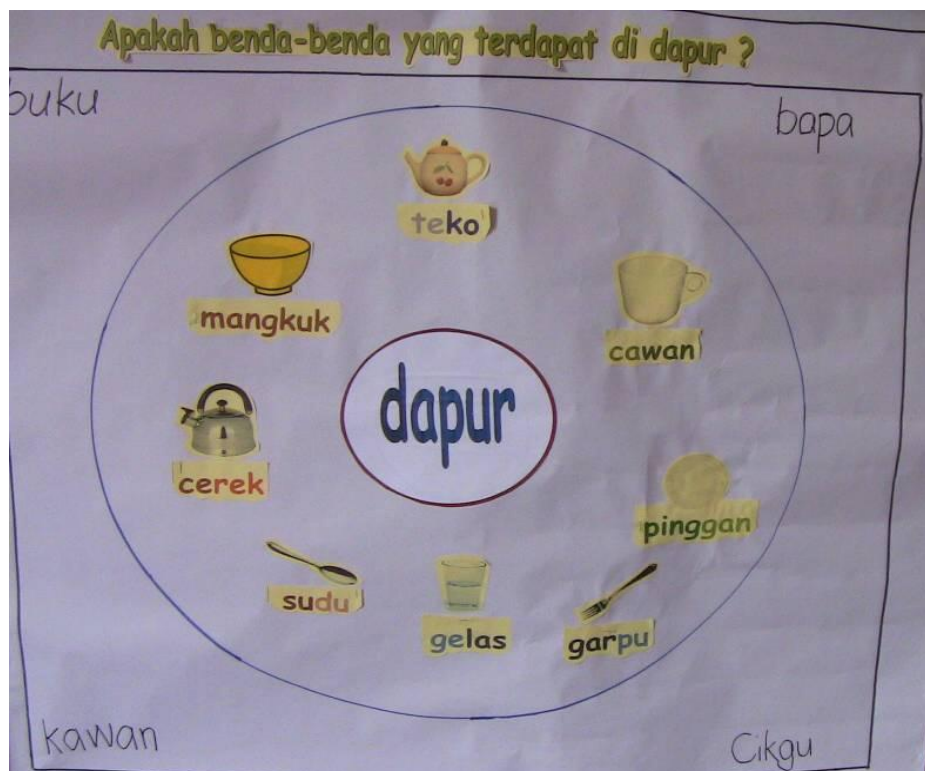 Apakah benda-benda yang terdapat di dapur ?
buku
bapa
teko
mangkuk
cawan
dapur
cerek
pinggan
sudu
gelas
garpu
kawan
Cikgu